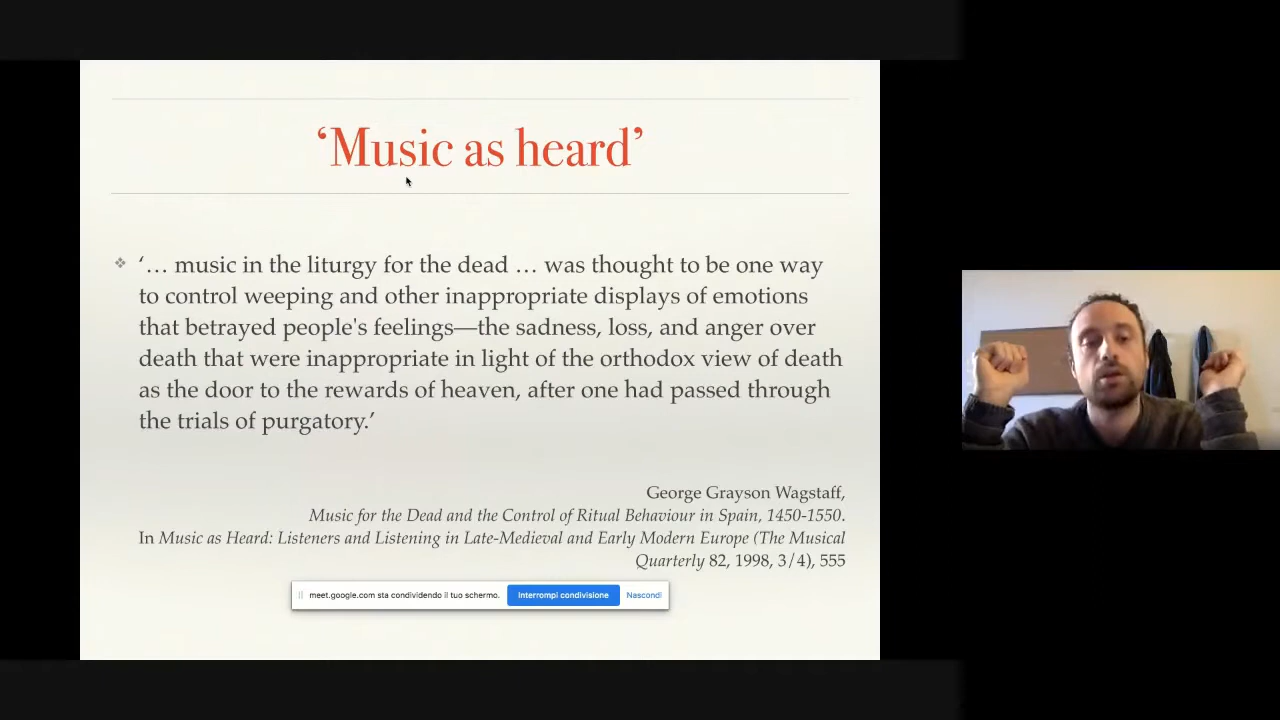 ‘Music as heard’
‘… music in the liturgy for the dead … was thought to be one way
to control weeping and other inappropriate displays of emotions
that betrayed people's feelings—the sadness, loss, and anger over
death that were inappropriate in light of the orthodox view of death
as the door to the rewards of heaven, after one had passed through
the trials of purgatory.’
George Grayson Wagstaff,
Music for the Dead and the Control of Ritual Behaviour in Spain, 1450-1550.
In Music as Heard: Listeners and Listening in Late-Medieval and Early Modern Europe (The Musical
Quarterly 82, 1998, 3/4), 555
meet.google.com sta condividendo il tuo schermo. Interrompi condivisione Nascondi